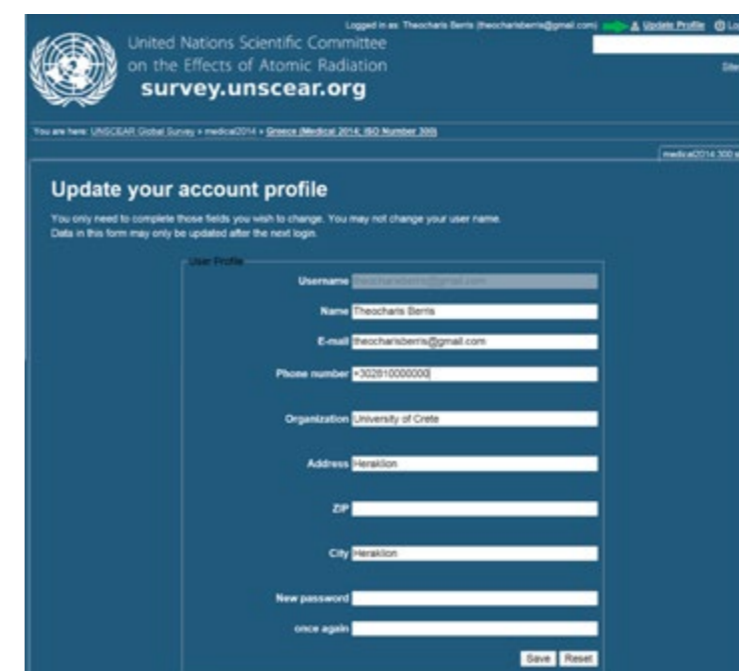 Logged in as: Theocharis Berris (theocharisberris@gmail.com) Update Profile
United Nations Scientific Committee
on the Effects of Atomic Radiation
survey.unscear.org
You are here: UNSCEAR Global Survey » medical2014 » Greece (Medical 2014; ISO Number 300)
medical2014 300
Update your account profile
You only need to complete those fields you wish to change. You may not change your user name.
Data in this form may only be updated after the next login.
User Profile
Username theocharisberris@gmail.com
Name Theocharis Berris
E-mail theocharisberris@gmail.com
Phone number +302810000000
Organization University of Crete
Address Heraklion
ZIP
City Heraklion
New password
once again
Save Reset